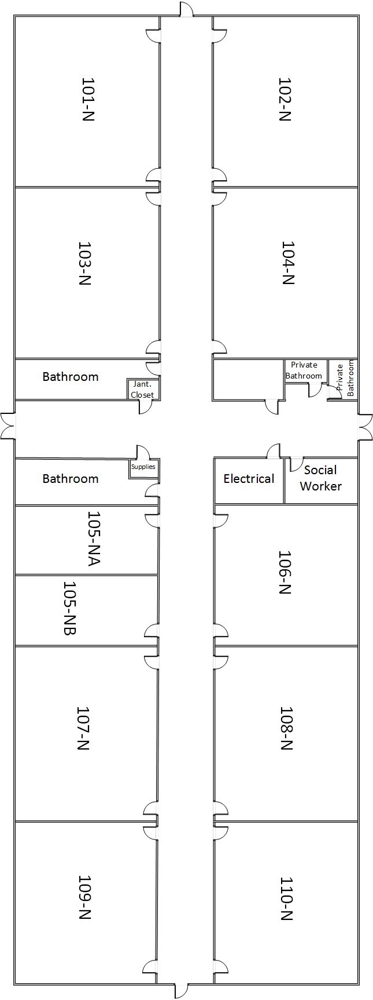 101-N
102-N
103-N
104-N
Bathroom
Jant.
Closet
Private
Bathroom
Private
Bathroom
Bathroom
Supplies
Electrical
Social
Worker
105-NA
106-N
105-NB
107-N
108-N
109-N
110-N